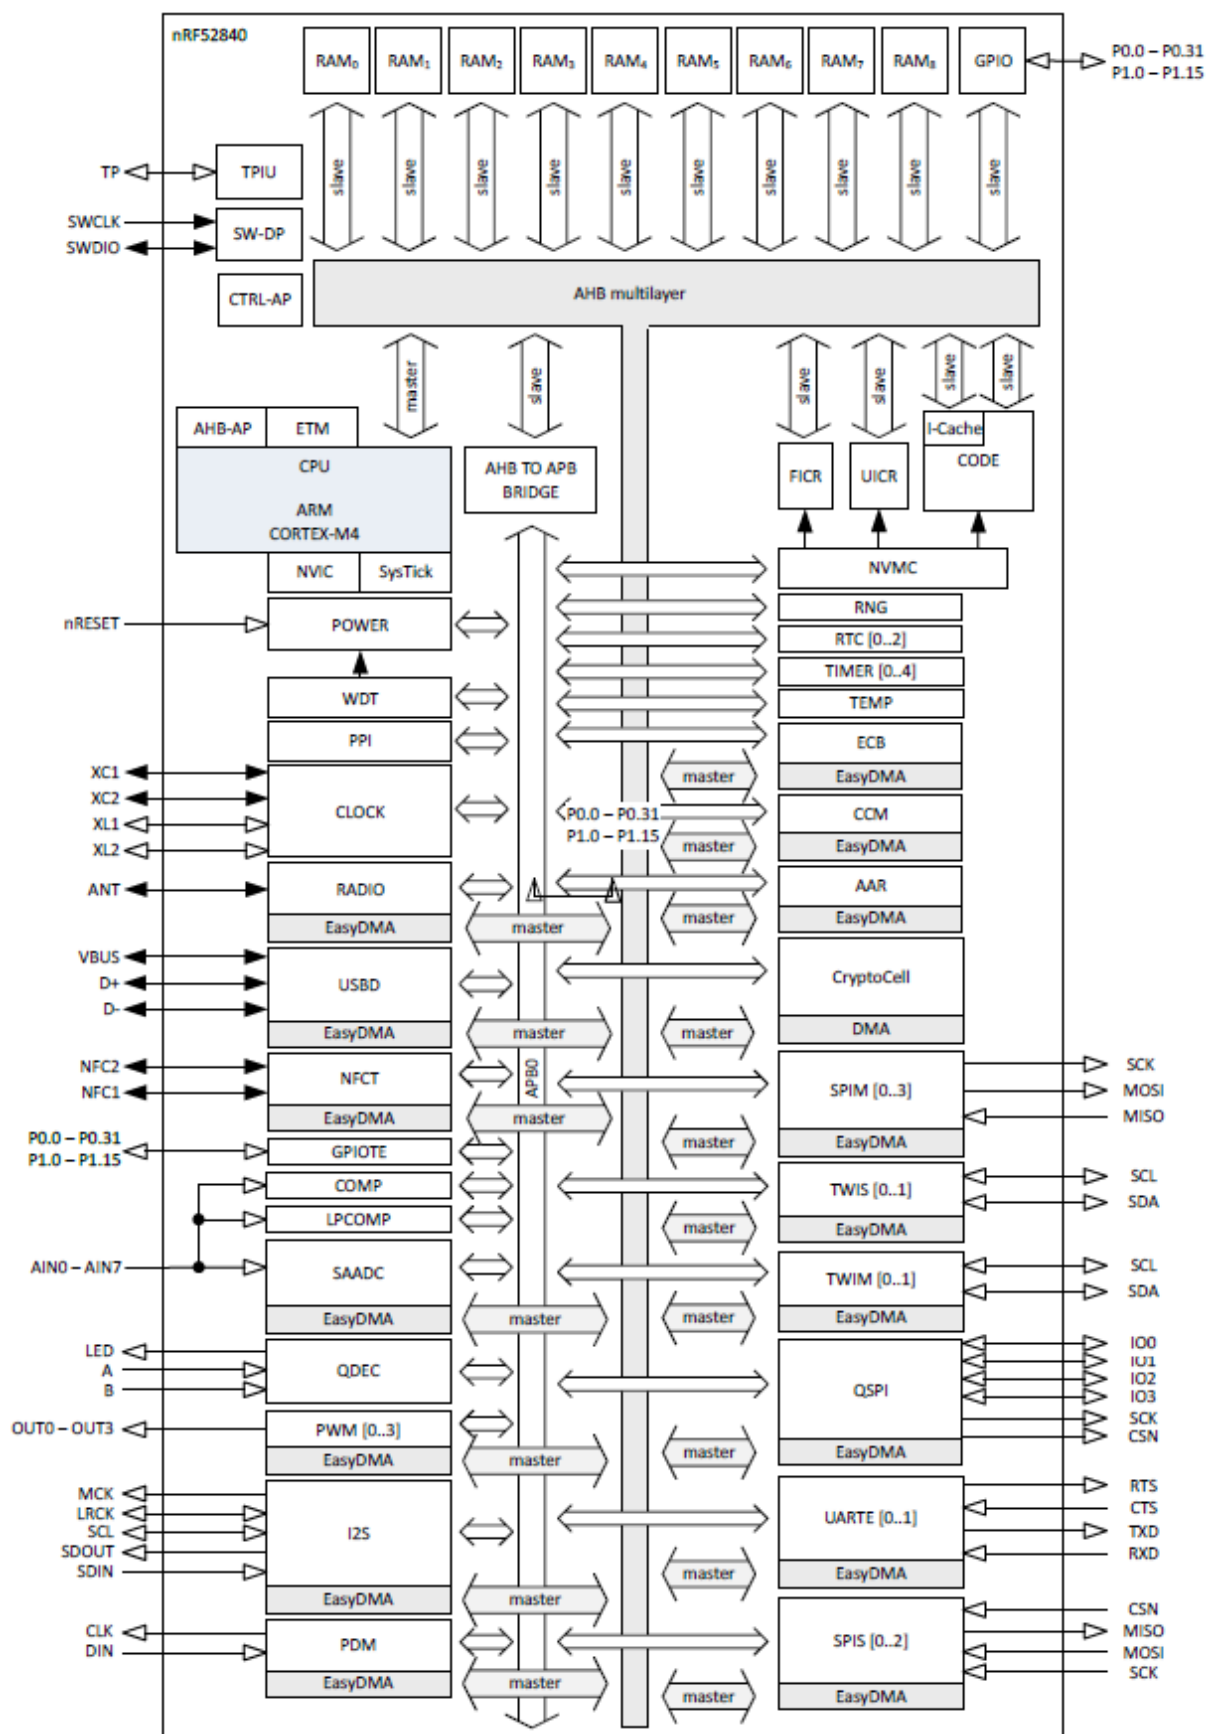 nRF52840
RAM0
RAM1
RAM2
RAM3
RAM4
RAM5
RAM6
RAM7
RAM8
GPIO
P0.0 – P0.31
P1.0 – P1.15
slave
slave
slave
slave
slave
slave
slave
slave
slave
slave
TP
TPIU
SWCLK
SWDIO
SW-DP
CTRL-AP
AHB multilayer
master
slave
slave
slave
slave
slave
AHB-AP
ETM
CPU
ARM
CORTEX-M4
NVIC
SysTick
AHB TO APB
BRIDGE
FICR
UICR
I-Cache
CODE
NVMC
nRESET
POWER
RNG
RTC [0..2]
TIMER [0..4]
WDT
TEMP
PPI
ECB
EasyDMA
master
XC1
XC2
XL1
XL2
CLOCK
P0.0 – P0.31
P1.0 – P1.15
CCM
EasyDMA
master
ANT
RADIO
EasyDMA
master
AAR
EasyDMA
master
VBUS
D+
D-
USBD
EasyDMA
master
CryptoCell
DMA
master
NFC2
NFC1
NFCT
EasyDMA
master
APB0
SPIM [0..3]
EasyDMA
master
SCK
MOSI
MISO
P0.0 – P0.31
P1.0 – P1.15
GPIOTE
COMP
LPCOMP
TWIS [0..1]
EasyDMA
master
SCL
SDA
AIN0 – AIN7
SAADC
EasyDMA
master
TWIM [0..1]
EasyDMA
master
SCL
SDA
LED
A
B
QDEC
QSPI
EasyDMA
master
IO0
IO1
IO2
IO3
SCK
CSN
OUT0 – OUT3
PWM [0..3]
EasyDMA
master
MCK
LRCK
SCL
SDOUT
SDIN
I2S
EasyDMA
master
UARTE [0..1]
EasyDMA
master
RTS
CTS
TXD
RXD
CLK
DIN
PDM
EasyDMA
master
SPIS [0..2]
EasyDMA
master
CSN
MISO
MOSI
SCK